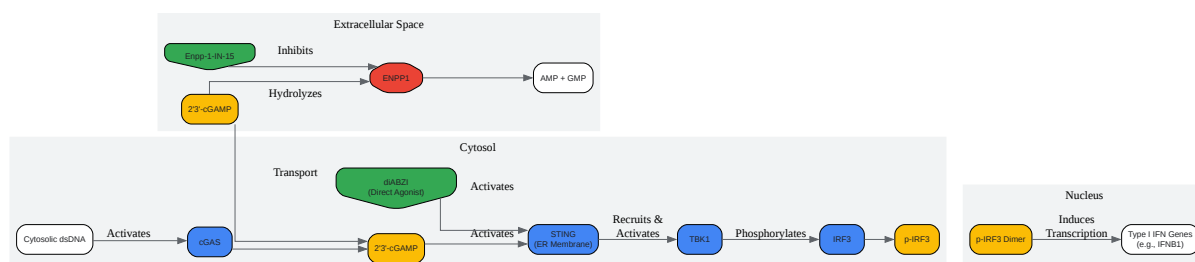 Extracellular Space
Enpp-1-IN-15
Inhibits
ENPP1
AMP + GMP
Hydrolyzes
2'3'-cGAMP
Cytosol
Transport
diABZI
(Direct Agonist)
Activates
Cytosolic dsDNA
Activates
cGAS
2'3'-cGAMP
Activates
STING
(ER Membrane)
Recruits &
Activates
TBK1
Phosphorylates
IRF3
p-IRF3
Nucleus
p-IRF3 Dimer
Induces
Transcription
Type I IFN Genes
(e.g., IFNB1)